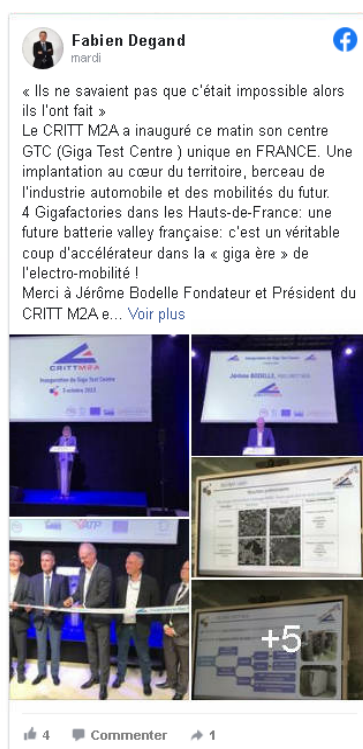 Fabien Degand
mardi
« Ils ne savaient pas que c'était impossible alors
ils l'ont fait »
Le CRITT M2A a inauguré ce matin son centre
GTC (Giga Test Centre ) unique en FRANCE. Une
implantation au cœur du territoire, berceau de
l'industrie automobile et des mobilités du futur.
4 Gigafactories dans les Hauts-de-France: une
future batterie valley française: c'est un véritable
coup d'accélérateur dans la « giga ère » de
l'electro-mobilité !
Merci à Jérôme Bodelle Fondateur et Président du
CRITT M2A e... Voir plus
CRITTM2A
Inauguration du Giga Test Centre
Jérôme BODELLE,
ATP
+5
4
Commenter
1